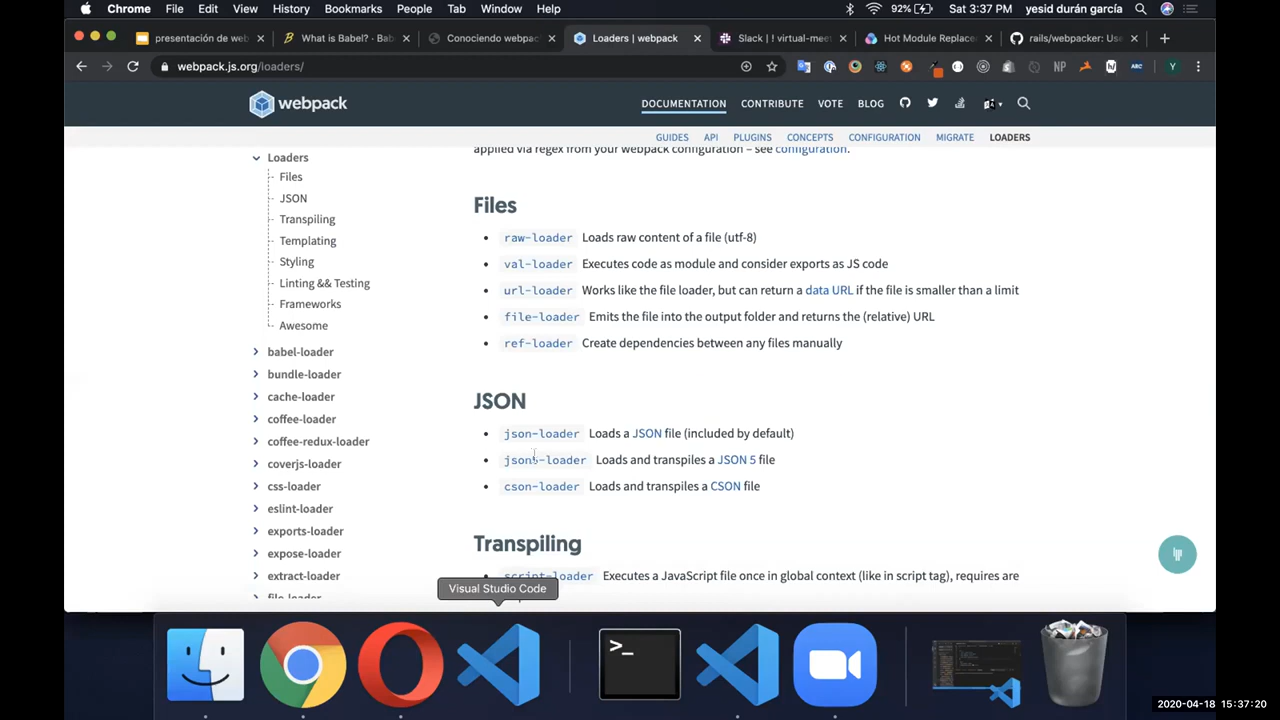 Chrome File Edit View History Bookmarks People Tab Window Help 92% Sat 3:37 PM yesid durán garcía
presentação de web
What is Babel? · Bab
Conociendo webpac
Loaders | webpack
Slack | ! virtual-mee
Hot Module Replace
rails/webpacker: Use
webpack.js.org/loaders/
NP
ABC
Y
webpack
DOCUMENTATION CONTRIBUTE VOTE BLOG
GUIDES API PLUGINS CONCEPTS CONFIGURATION MIGRATE LOADERS
Loaders
Files
JSON
Transpiling
Templating
Styling
Linting && Testing
Frameworks
Awesome
babel-loader
bundle-loader
cache-loader
coffee-loader
coffee-redux-loader
coverjs-loader
css-loader
eslint-loader
exports-loader
expose-loader
extract-loader
file-loader
applied via regex from your webpack configuration – see configuration.
Files
raw-loader Loads raw content of a file (utf-8)
val-loader Executes code as module and consider exports as JS code
url-loader Works like the file loader, but can return a data URL if the file is smaller than a limit
file-loader Emits the file into the output folder and returns the (relative) URL
ref-loader Create dependencies between any files manually
JSON
json-loader Loads a JSON file (included by default)
json5-loader Loads and transpiles a JSON 5 file
cson-loader Loads and transpiles a CSON file
Transpiling
script-loader Executes a JavaScript file once in global context (like in script tag), requires are
Visual Studio Code
>_
2020-04-18 15:37:20